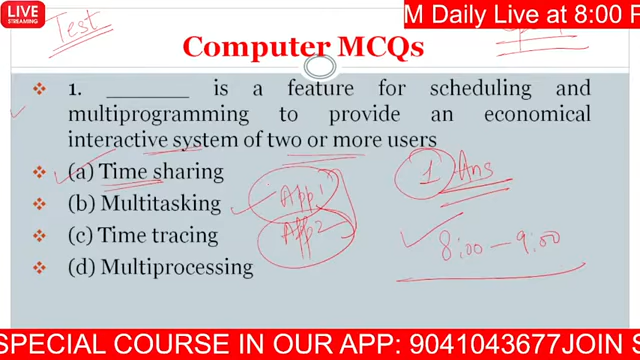 LIVE
STREAMING
Test
M Daily Live at 8:00 P
Computer MCQs
1. _______ is a feature for scheduling and
multiprogramming to provide an economical
interactive system of two or more users
(a) Time sharing
(b) Multitasking
(c) Time tracing
(d) Multiprocessing
1 Ans
App1
App2
8:00 - 9:00
SPECIAL COURSE IN OUR APP: 9041043677JOIN S